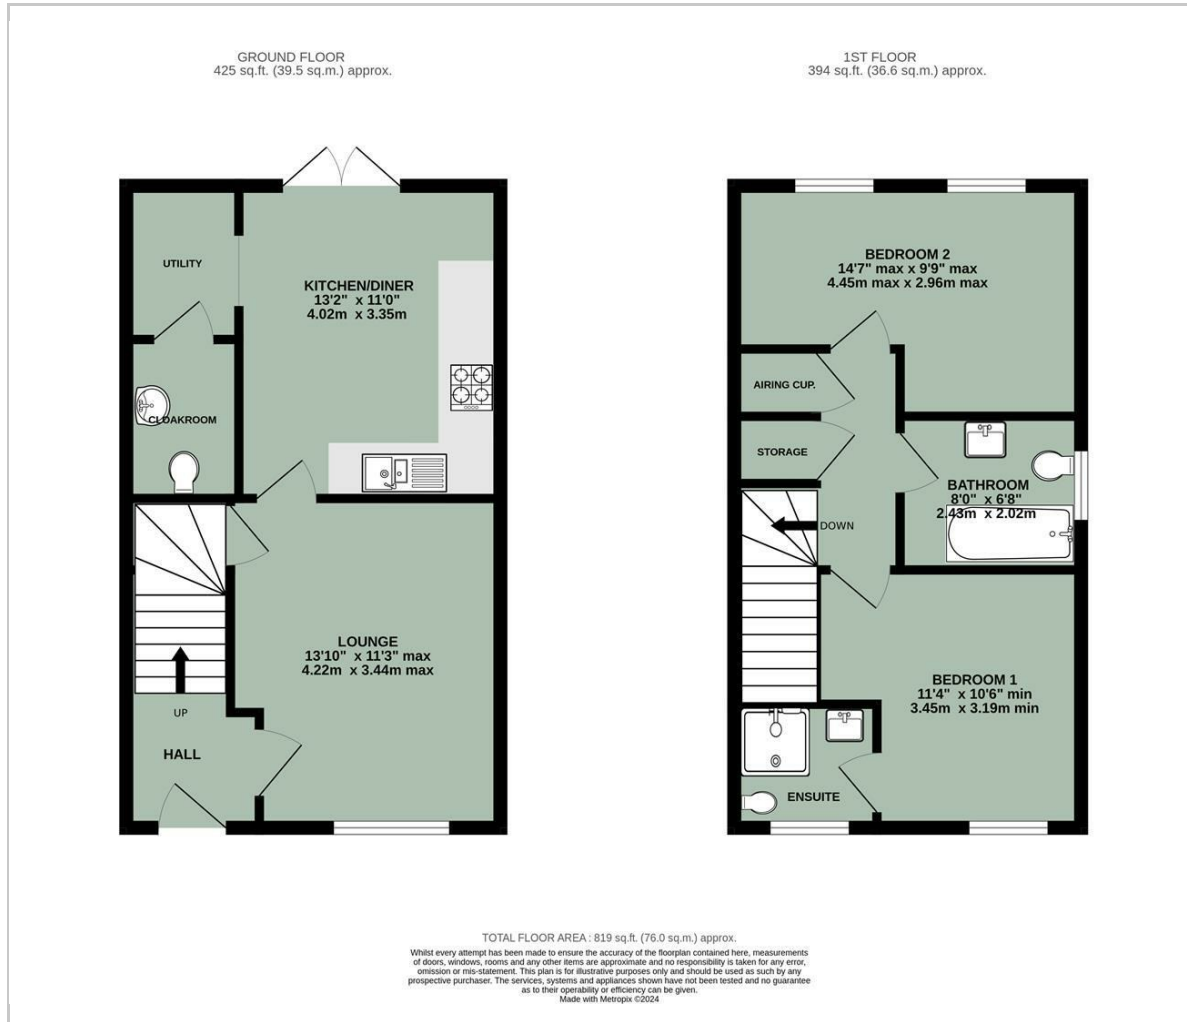 GROUND FLOOR
425 sq.ft. (39.5 sq.m.) approx.
UTILITY
KITCHEN/DINER
13'2" x 11'0"
4.02m x 3.35m
CLOAKROOM
LOUNGE
13'10" x 11'3" max
4.22m x 3.44m max
UP
HALL
1ST FLOOR
394 sq.ft. (36.6 sq.m.) approx.
BEDROOM 2
14'7" max x 9'9" max
4.45m max x 2.96m max
AIRING CUP.
STORAGE
BATHROOM
8'0" x 6'8"
2.43m x 2.02m
DOWN
BEDROOM 1
11'4" x 10'6" min
3.45m x 3.19m min
ENSUITE
TOTAL FLOOR AREA : 819 sq.ft. (76.0 sq.m.) approx.
Whilst every attempt has been made to ensure the accuracy of the floorplan contained here, measurements
of doors, windows, rooms and any other items are approximate and no responsibility is taken for any error,
omission or mis-statement. This plan is for illustrative purposes only and should be used as such by any
prospective purchaser. The services, systems and appliances shown have not been tested and no guarantee
as to their operability or efficiency can be given.
Made with Metropix ©2024